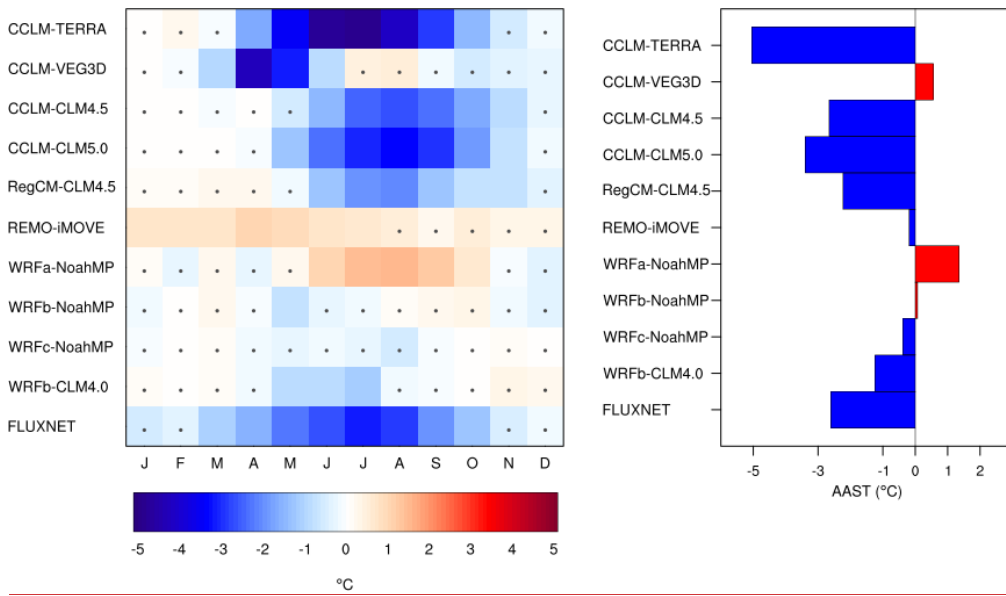 CCLM-TERRA
CCLM-VEG3D
CCLM-CLM4.5
CCLM-CLM5.0
RegCM-CLM4.5
REMO-iMOVE
WRFa-NoahMP
WRFb-NoahMP
WRFc-NoahMP
WRFb-CLM4.0
FLUXNET
J F M A M J J A S O N D
-5 -4 -3 -2 -1 0 1 2 3 4 5
°C
CCLM-TERRA
CCLM-VEG3D
CCLM-CLM4.5
CCLM-CLM5.0
RegCM-CLM4.5
REMO-iMOVE
WRFa-NoahMP
WRFb-NoahMP
WRFc-NoahMP
WRFb-CLM4.0
FLUXNET
-5 -3 -1 0 1 2
AAST (°C)